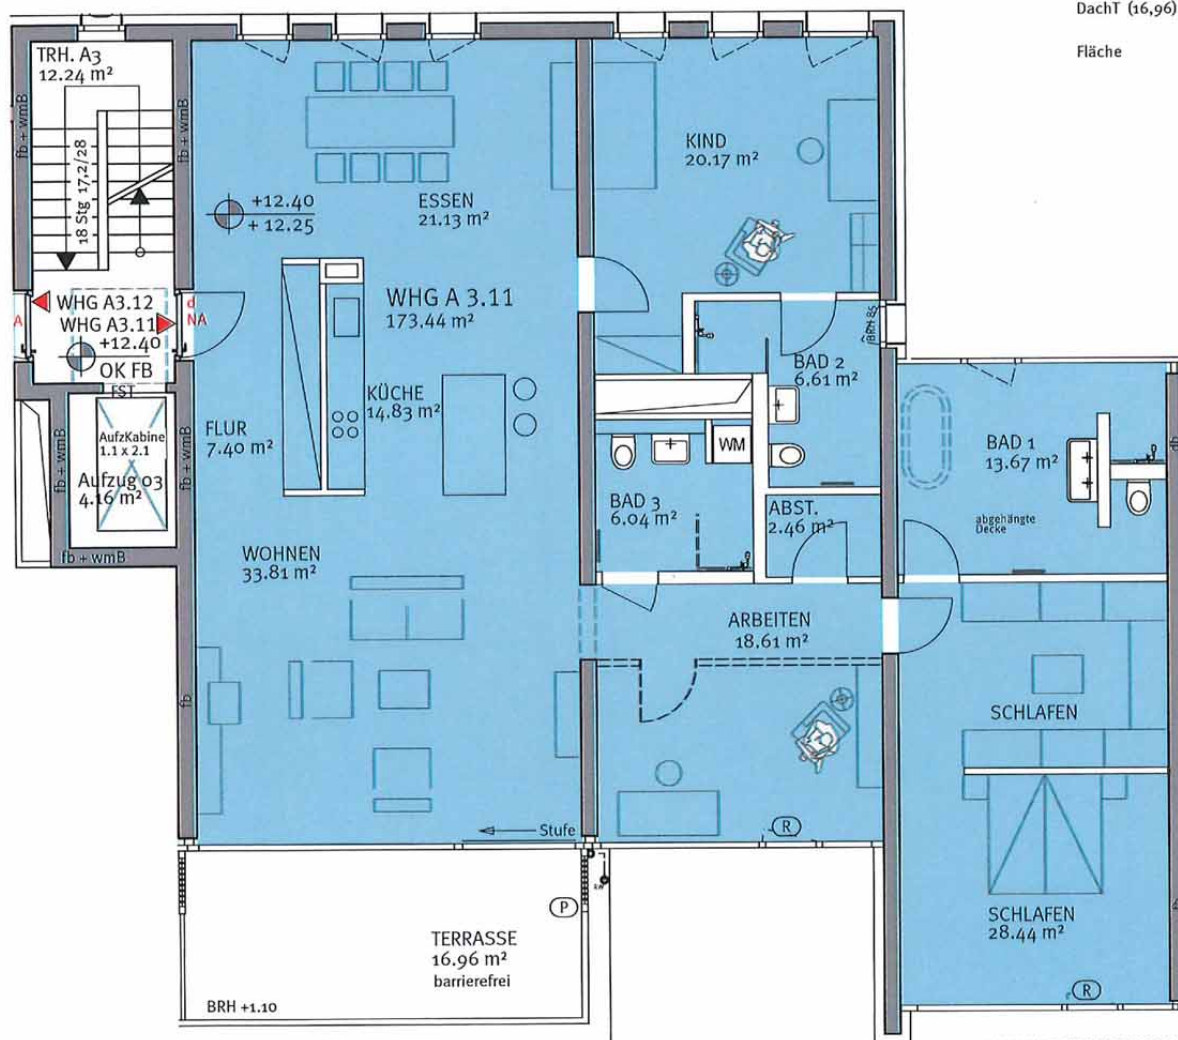 DachT (16,96)
Fläche
TRH. A3
12.24 m²
fb + wmB
fb + wmB
18 Stg 17,2/28
+12.40
+ 12.25
ESSEN
21.13 m²
KIND
20.17 m²
WHG A 3.11
173.44 m²
WHG A3.12
WHG A3.11
+12.40
OK FB
FST
A
d
NA
BRH 85
BAD 2
6.61 m²
KÜCHE
14.83 m²
FLUR
7.40 m²
AufzKabine
1.1 x 2.1
Aufzug 03
4.16 m²
fb + wmB
fb + wmB
fb + wmB
WM
BAD 1
13.67 m²
abgehängte
Decke
BAD 3
6.04 m²
ABST.
2.46 m²
WOHNEN
33.81 m²
ARBEITEN
18.61 m²
fb
SCHLAFEN
Stufe
R
P
SCHLAFEN
28.44 m²
TERRASSE
16.96 m²
barrierefrei
R
BRH +1.10